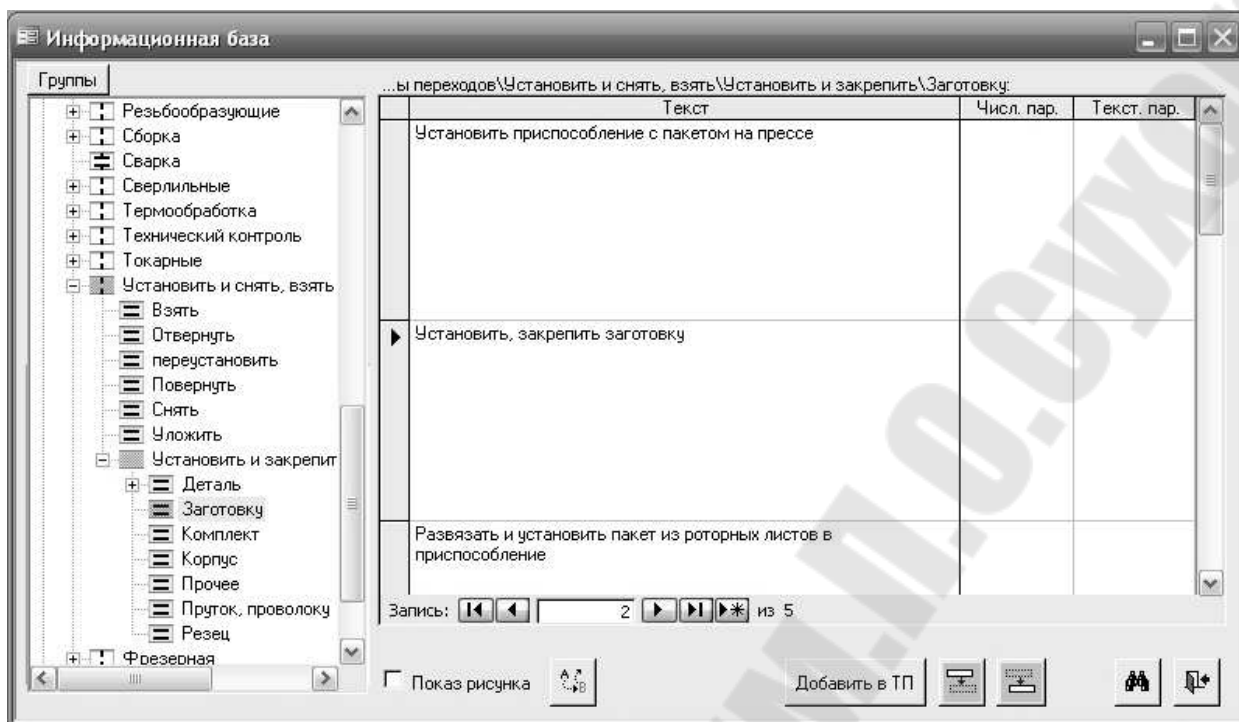 Информационная база
Группы
...ы переходов\Установить и снять, взять\Установить и закрепить\Заготовку:
Резьбообразующие
Сборка
Сварка
Сверлильные
Термообработка
Технический контроль
Токарные
Установить и снять, взять
Взять
Отвернуть
переустановить
Повернуть
Снять
Уложить
Установить и закрепит
Деталь
Заготовку
Комплект
Корпус
Прочее
Пруток, проволоку
Резец
Фрезерная
Текст Числ. пар. Текст. пар.
Установить приспособление с пакетом на прессе
Установить, закрепить заготовку
Развязать и установить пакет из роторных листов в
приспособление
Запись: 2 из 5
Показ рисунка
Добавить в ТП
М.П.О.Сухо